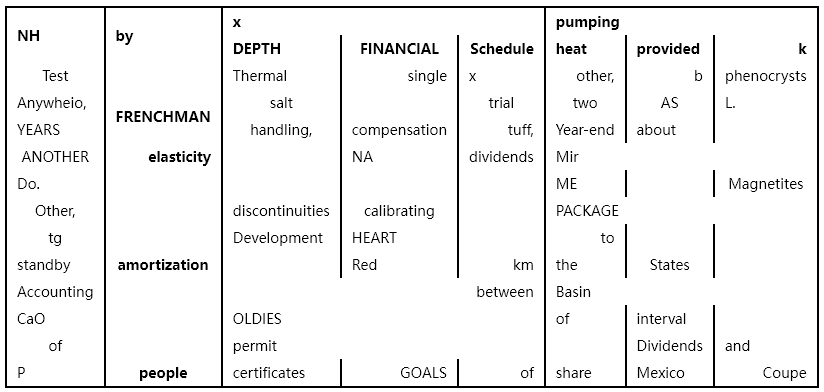 NH by x pumping
DEPTH FINANCIAL Schedule heat provided k
Test Thermal single x other, b phenocrysts
Anywheio, salt trial two AS L.
FRENCHMAN
YEARS handling, compensation tuff, Year-end about
ANOTHER elasticity NA dividends Mir
Do. ME Magnetites
Other, discontinuities calibrating PACKAGE
tg Development HEART to
standby amortization Red km the States
Accounting between Basin
CaO OLDIES of interval
of permit Dividends and
P people certificates GOALS of share Mexico Coupe